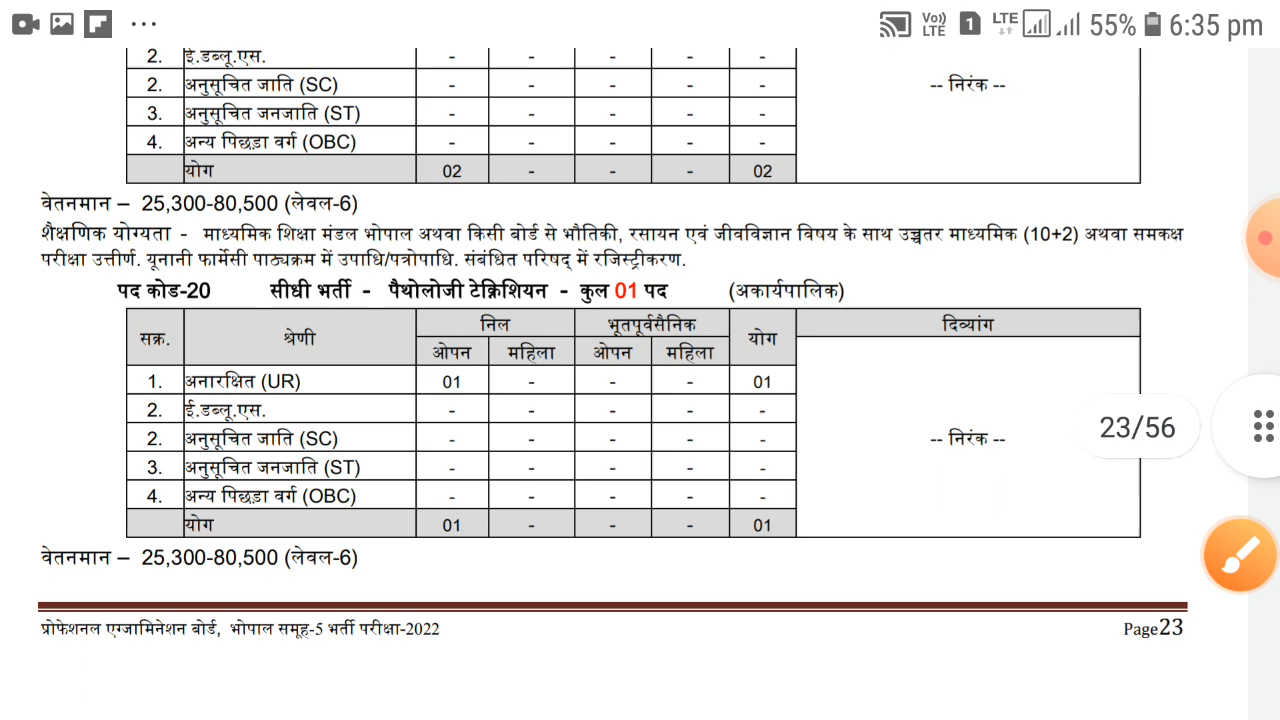 Vo)) LTE 1 LTE 55% 6:35 pm
2. ई.डब्लू.एस. - - - - -
2. अनुसूचित जाति (SC) - - - - - -- निरंक --
3. अनुसूचित जनजाति (ST) - - - - -
4. अन्य पिछड़ा वर्ग (OBC) - - - - -
योग 02 - - - 02
वेतनमान – 25,300-80,500 (लेवल-6)
शैक्षणिक योग्यता - माध्यमिक शिक्षा मंडल भोपाल अथवा किसी बोर्ड से भौतिकी, रसायन एवं जीवविज्ञान विषय के साथ उच्चतर माध्यमिक (10+2) अथवा समकक्ष
परीक्षा उत्तीर्ण. यूनानी फार्मेसी पाठ्यक्रम में उपाधि/पत्रोपाधि. संबंधित परिषद् में रजिस्ट्रीकरण.
पद कोड-20 सीधी भर्ती - पैथोलोजी टेक्निशियन - कुल 01 पद (अकार्यपालिक)
सक्र. श्रेणी निल भूतपूर्वसैनिक योग दिव्यांग
ओपन महिला ओपन महिला
1. अनारक्षित (UR) 01 - - - 01
2. ई.डब्लू.एस. - - - - -
2. अनुसूचित जाति (SC) - - - - - -- निरंक --
3. अनुसूचित जनजाति (ST) - - - - -
4. अन्य पिछड़ा वर्ग (OBC) - - - - -
योग 01 - - - 01
23/56
वेतनमान – 25,300-80,500 (लेवल-6)
प्रोफेशनल एग्जामिनेशन बोर्ड, भोपाल समूह-5 भर्ती परीक्षा-2022 Page23